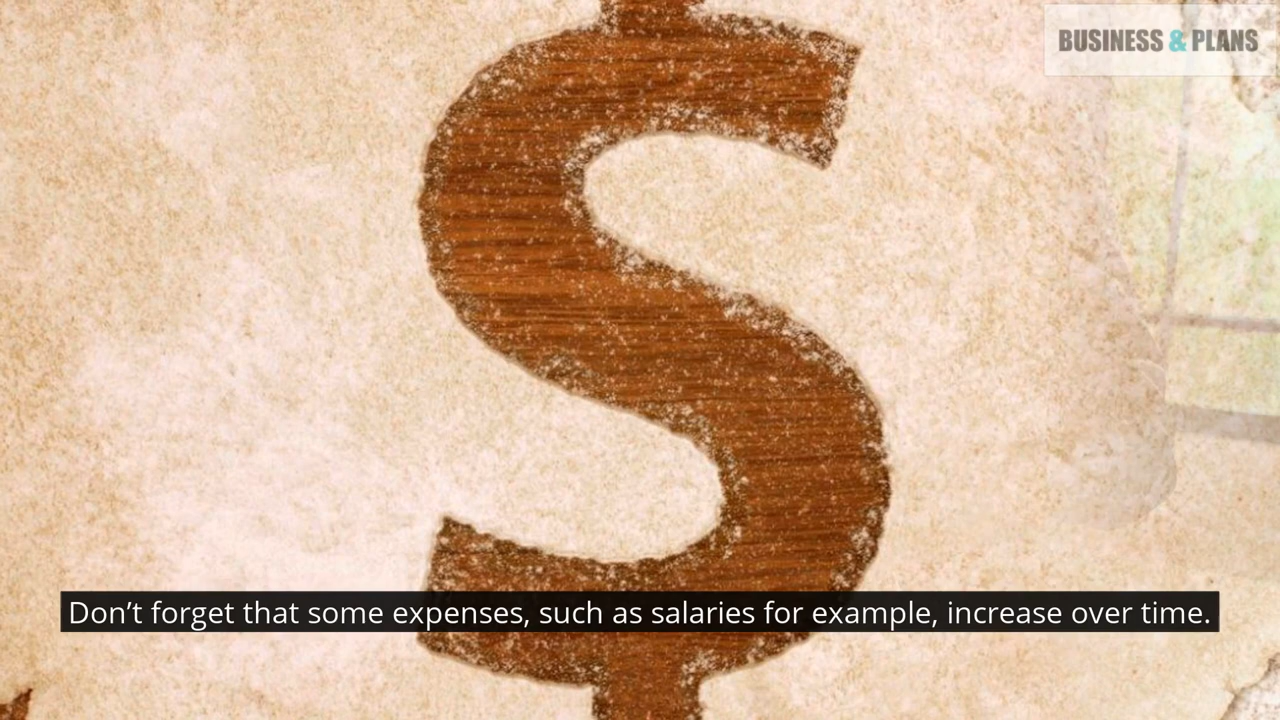 BUSINESS & PLANS
$
Don’t forget that some expenses, such as salaries for example, increase over time.